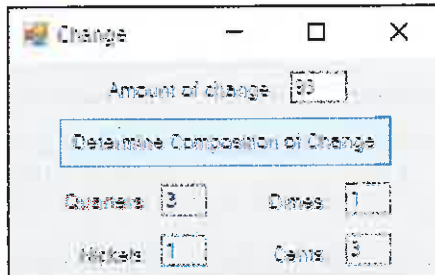 Change
Amount of change: 93
Determine Composition of Change
Quarters: 3 Dimes: 1
Nickels: 1 Cents: 3